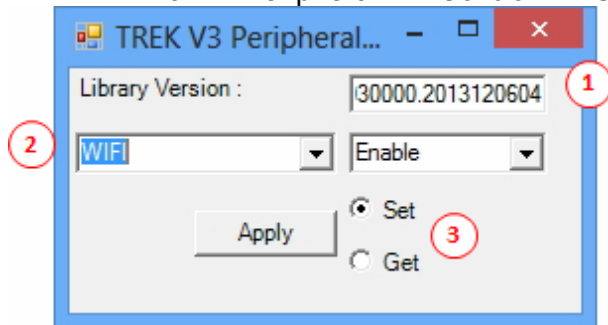 TREK V3 Peripheral...
Library Version :
30000.2013120604
1
2
WIFI
Enable
Apply
Set
3
Get